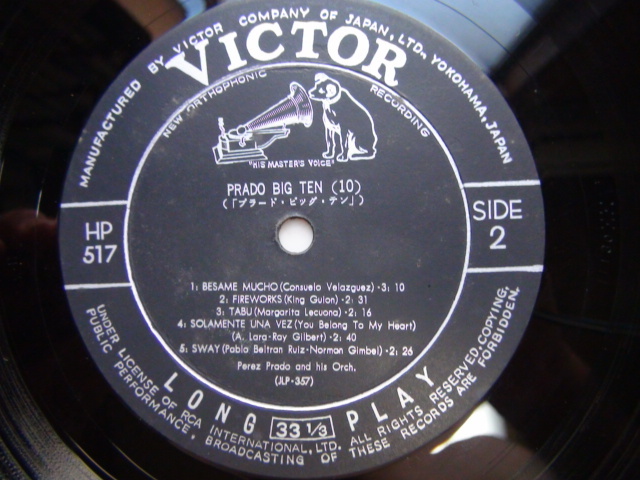 MANUFACTURED BY VICTOR COMPANY OF JAPAN, LTD., YOKOHAMA, JAPAN
VICTOR
NEW ORTHOPHONIC RECORDING
"HIS MASTER'S VOICE"
PRADO BIG TEN (10)
(「プラード・ビッグ・テン」)
HP
517
SIDE
2
1: BESAME MUCHO (Consuelo Velazguez)-3: 10
2: FIREWORKS (King Guion)-2: 31
3: TABU (Margarita Lecuona)-2: 16
4: SOLAMENTE UNA VEZ (You Belong To My Heart)
(A. Lara-Ray Gilbert)-2: 40
5: SWAY (Pablo Beltran Ruiz-Norman Gimbel)-2: 26
Perez Prado and his Orch.
(JLP-357)
LONG 33 1/3 PLAY
UNDER LICENSE OF RCA INTERNATIONAL, LTD. ALL RIGHTS RESERVED, COPYING,
PUBLIC PERFORMANCE, BROADCASTING OF THESE RECORDS ARE FORBIDDEN.